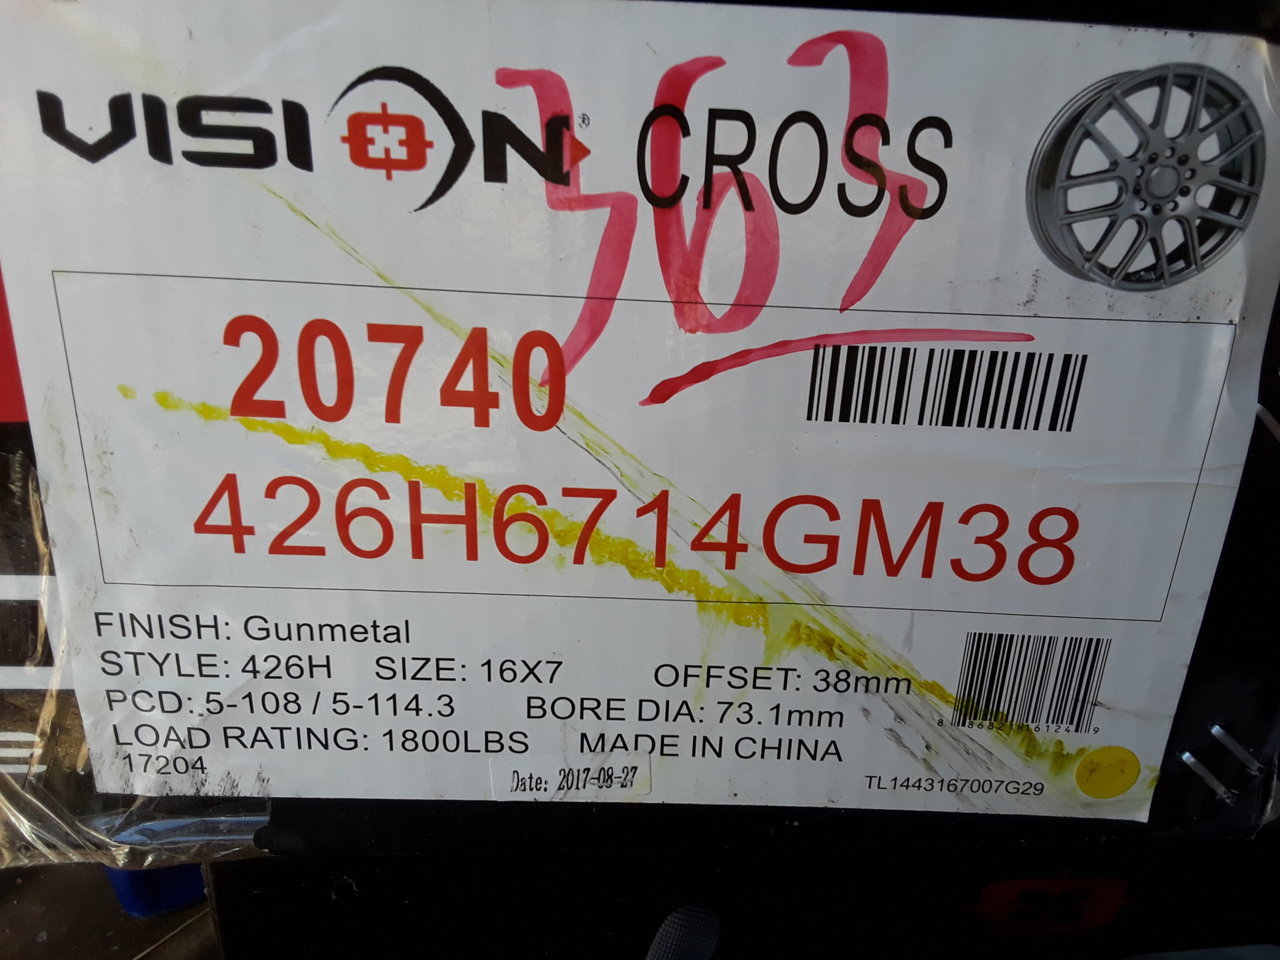 VISION® CROSS
363
20740
426H6714GM38
FINISH: Gunmetal
STYLE: 426H SIZE: 16X7 OFFSET: 38mm
PCD: 5-108 / 5-114.3 BORE DIA: 73.1mm
LOAD RATING: 1800LBS MADE IN CHINA
17204
Date: 2017-08-27
TL1443167007G29